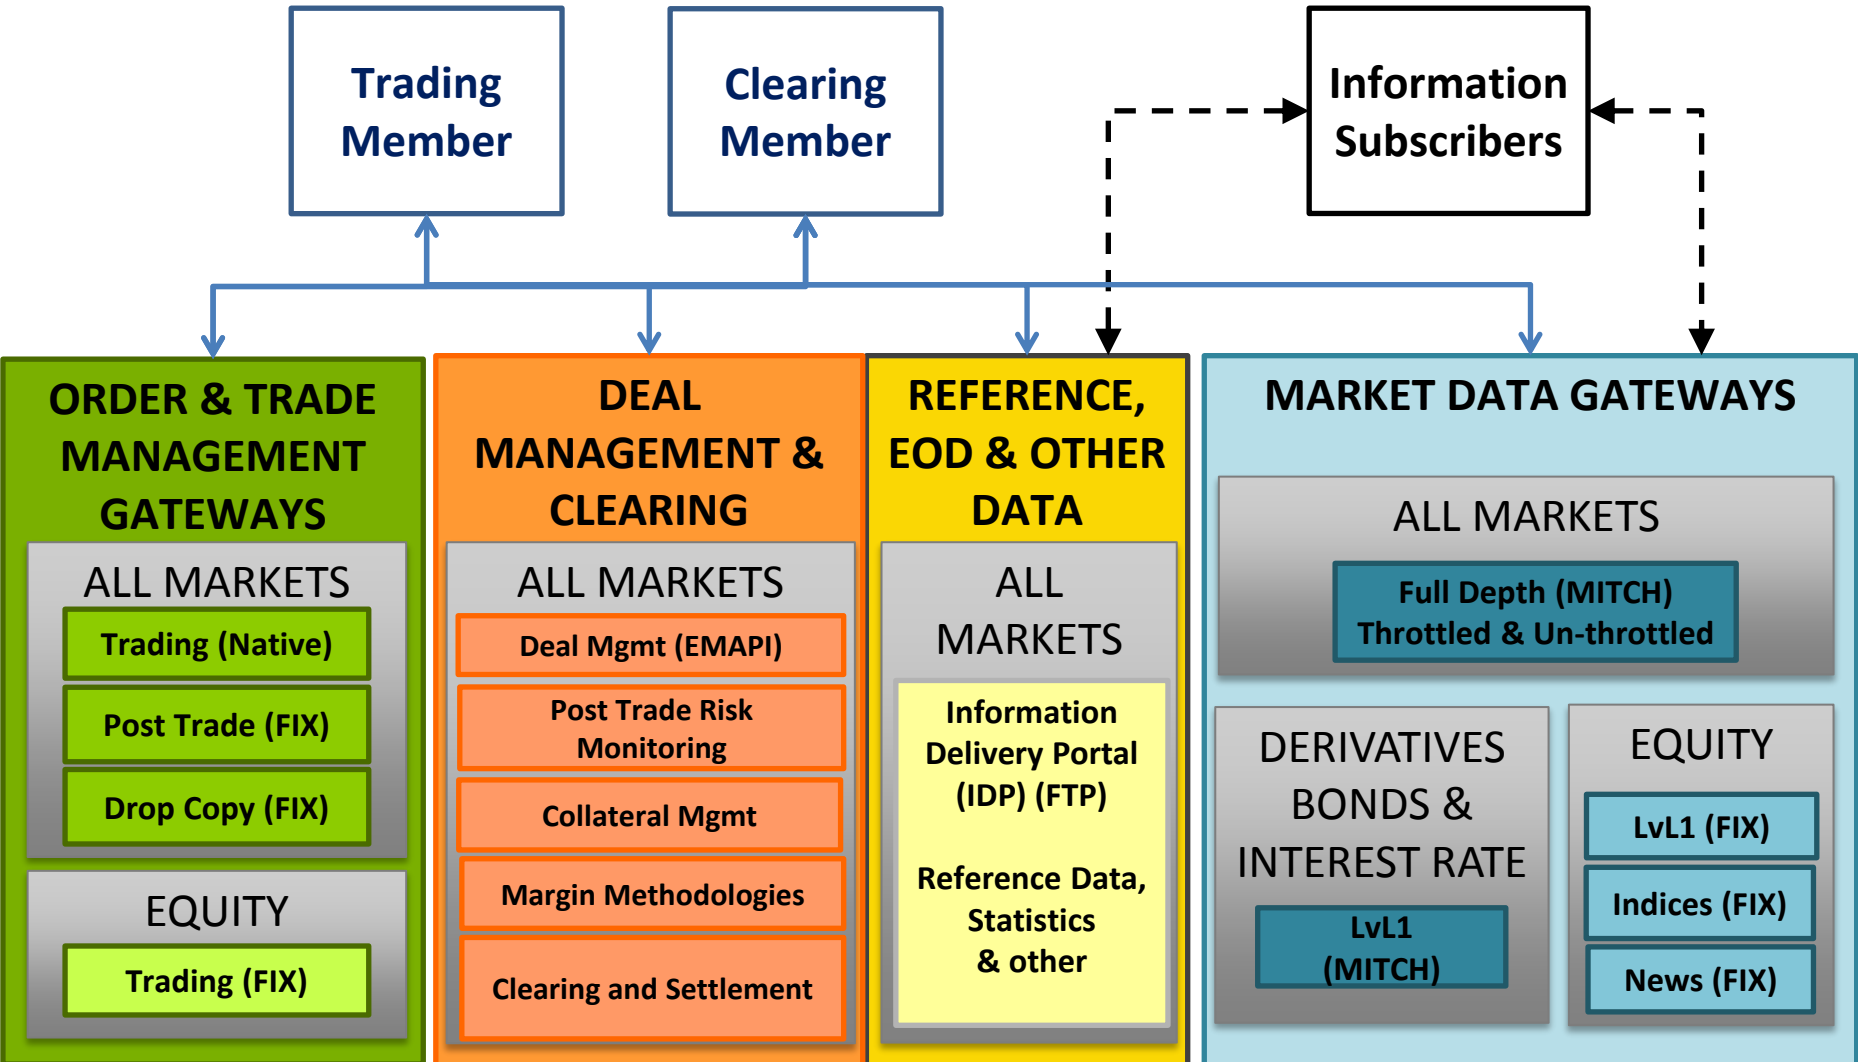 Trading
Member
Clearing
Member
Information
Subscribers
ORDER & TRADE
MANAGEMENT
GATEWAYS
ALL MARKETS
Trading (Native)
Post Trade (FIX)
Drop Copy (FIX)
EQUITY
Trading (FIX)
DEAL
MANAGEMENT &
CLEARING
ALL MARKETS
Deal Mgmt (EMAPI)
Post Trade Risk
Monitoring
Collateral Mgmt
Margin Methodologies
Clearing and Settlement
REFERENCE,
EOD & OTHER
DATA
ALL
MARKETS
Information
Delivery Portal
(IDP) (FTP)
Reference Data,
Statistics
& other
MARKET DATA GATEWAYS
ALL MARKETS
Full Depth (MITCH)
Throttled & Un-throttled
DERIVATIVES
BONDS &
INTEREST RATE
LvL1
(MITCH)
EQUITY
LvL1 (FIX)
Indices (FIX)
News (FIX)